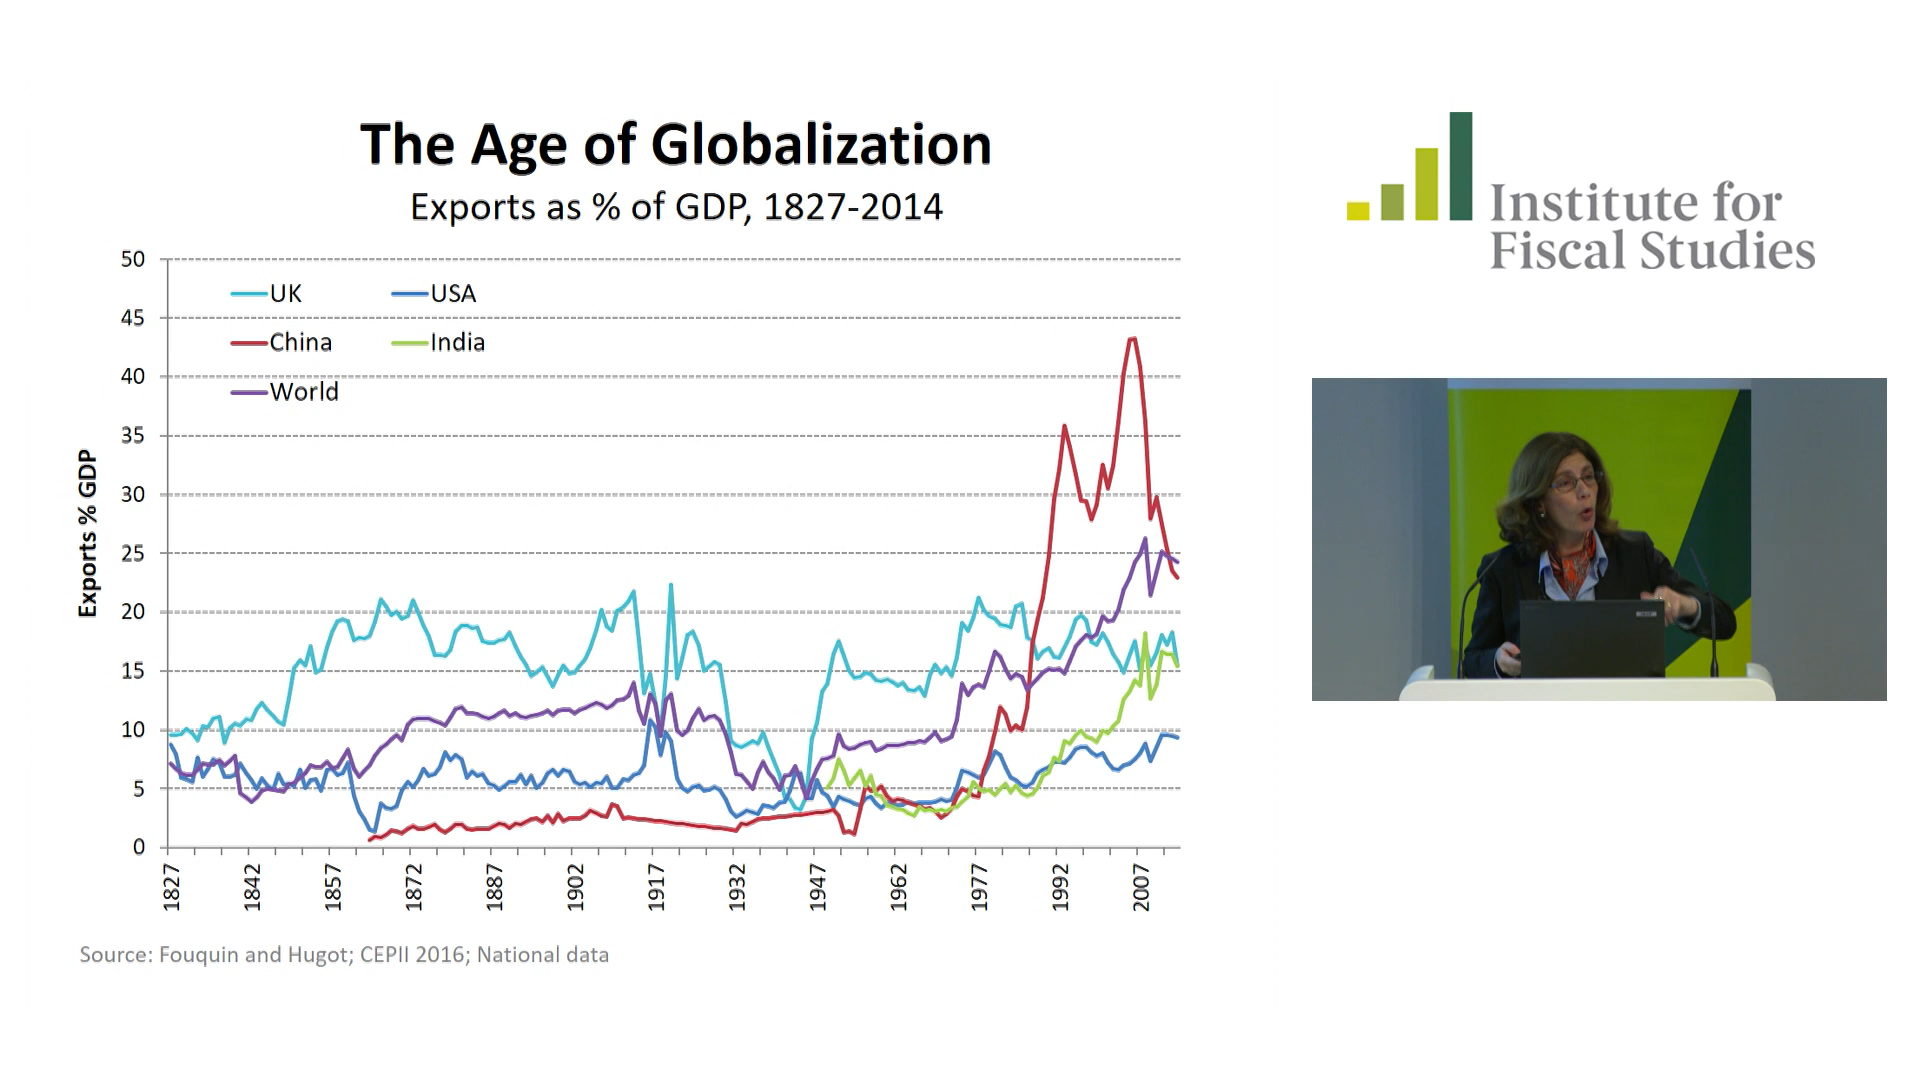 The Age of Globalization
Exports as % of GDP, 1827-2014
50
45
40
35
30
25
20
15
10
5
0
Exports % GDP
UK
USA
China
India
World
1827
1842
1857
1872
1887
1902
1917
1932
1947
1962
1977
1992
2007
Source: Fouquin and Hugot; CEPII 2016; National data
Institute for
Fiscal Studies